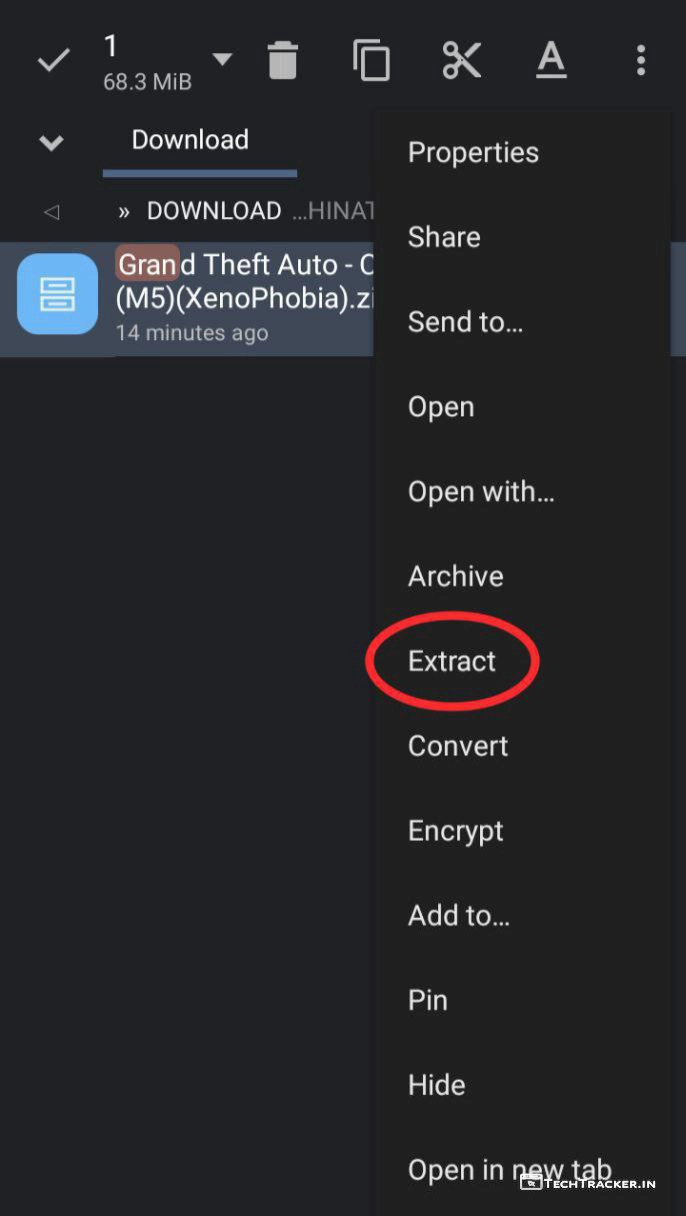 1
68.3 MiB
A
Download
» DOWNLOAD ...HINAT
Grand Theft Auto - C
(M5)(XenoPhobia).zi
14 minutes ago
Properties
Share
Send to...
Open
Open with...
Archive
Extract
Convert
Encrypt
Add to...
Pin
Hide
Open in new tab
TECHTRACKER.IN